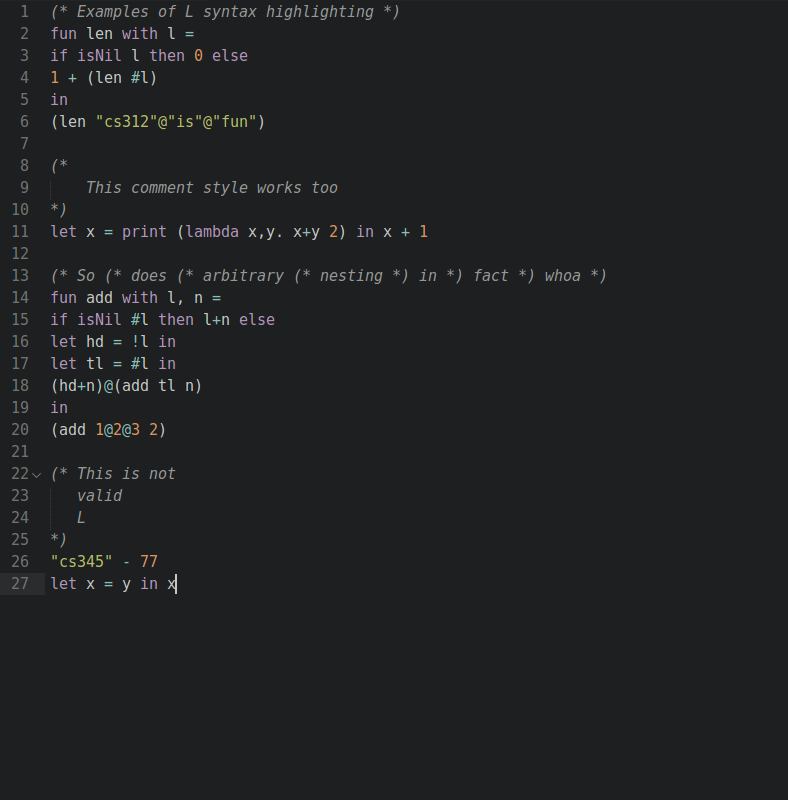 1 (* Examples of L syntax highlighting *)
2 fun len with l =
3 if isNil l then 0 else
4 1 + (len #l)
5 in
6 (len "cs312"@"is"@"fun")
7
8 (*
9     This comment style works too
10 *)
11 let x = print (lambda x,y. x+y 2) in x + 1
12
13 (* So (* does (* arbitrary (* nesting *) in *) fact *) whoa *)
14 fun add with l, n =
15 if isNil #l then l+n else
16 let hd = !l in
17 let tl = #l in
18 (hd+n)@(add tl n)
19 in
20 (add 1@2@3 2)
21
22 (* This is not
23    valid
24    L
25 *)
26 "cs345" - 77
27 let x = y in x